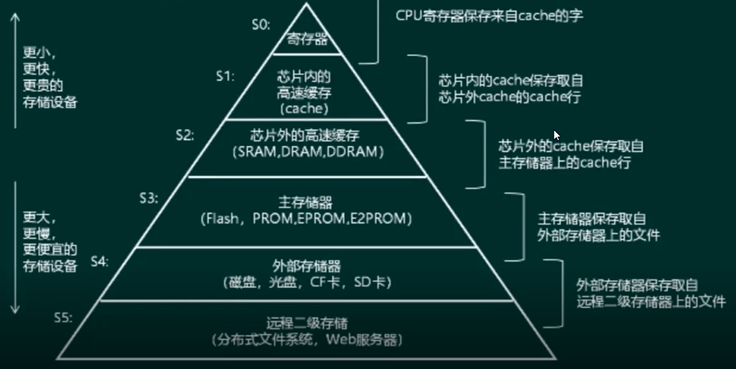 CPU寄存器保存来自cache的字
S0:
寄存器
更小，
更快，
更贵的
存储设备
S1:
芯片内的
高速缓存
(cache)
芯片内的cache保存取自
芯片外cache的cache行
S2:
芯片外的高速缓存
(SRAM,DRAM,DDRAM)
芯片外的cache保存取自
主存储器上的cache行
S3:
主存储器
(Flash，PROM,EPROM,E2PROM)
主存储器保存取自
外部存储器上的文件
更大，
更慢，
更便宜的
存储设备
S4:
外部存储器
(磁盘，光盘，CF卡，SD卡)
外部存储器保存取自
远程二级存储器上的文件
S5:
远程二级存储
(分布式文件系统，Web服务器)